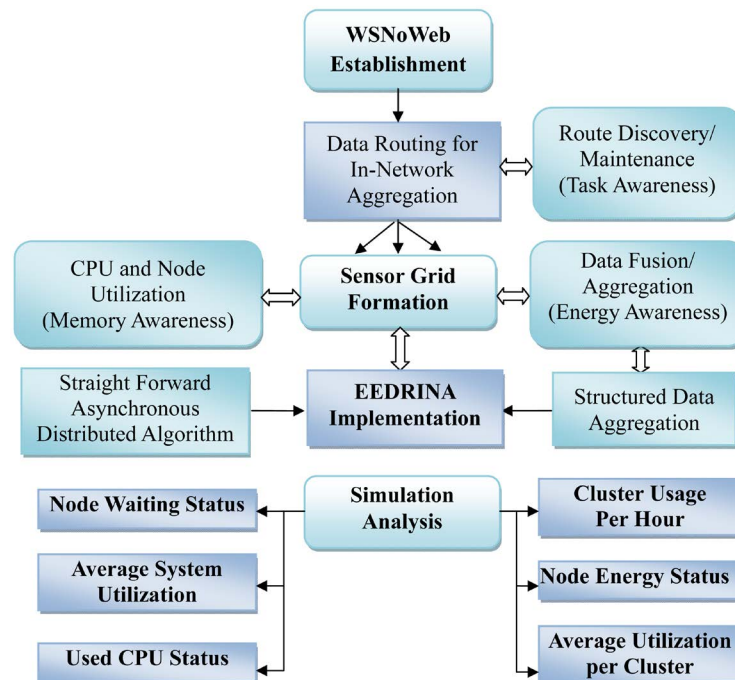 WSNoWeb
Establishment
Data Routing for
In-Network
Aggregation
Route Discovery/
Maintenance
(Task Awareness)
CPU and Node
Utilization
(Memory Awareness)
Sensor Grid
Formation
Data Fusion/
Aggregation
(Energy Awareness)
Straight Forward
Asynchronous
Distributed Algorithm
EEDRINA
Implementation
Structured Data
Aggregation
Simulation
Analysis
Node Waiting Status
Average System
Utilization
Used CPU Status
Cluster Usage
Per Hour
Node Energy Status
Average Utilization
per Cluster